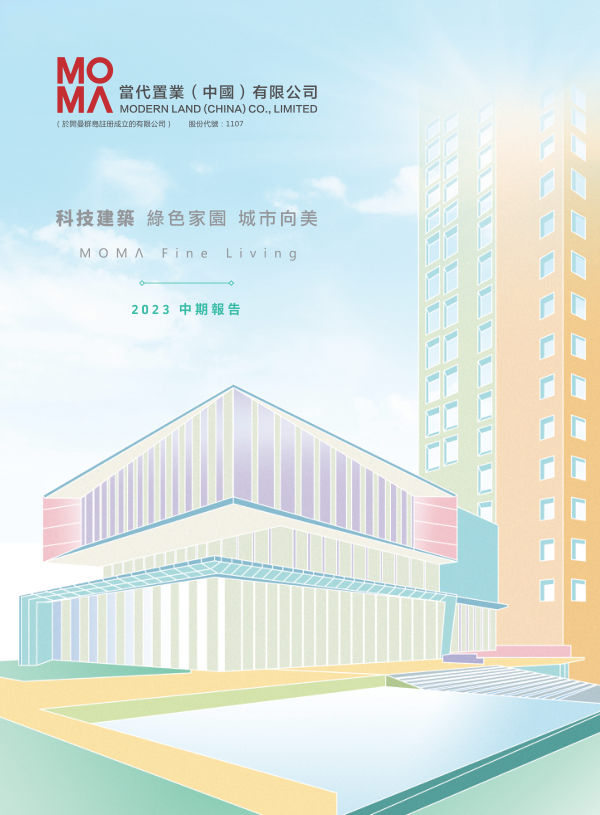 MOMA
當代置業（中國）有限公司
MODERN LAND (CHINA) CO., LIMITED
（於開曼群島註冊成立的有限公司） 股份代號：1107
科技建築 綠色家園 城市向美
MOMΛ Fine Living
2023 中期報告